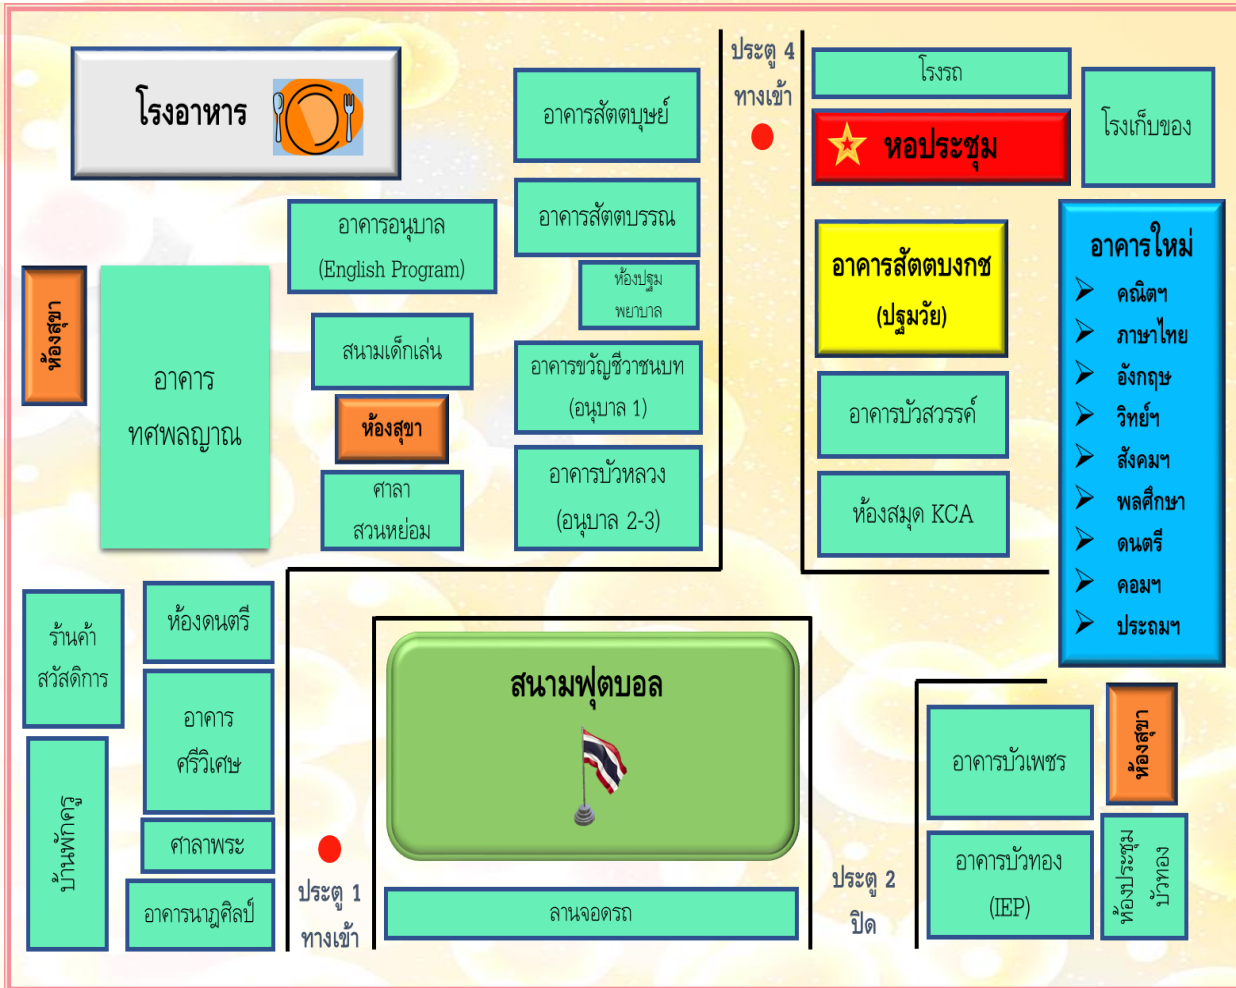 โรงอาหาร
อาคารสัตตบุษย์
ประตู 4
ทางเข้า
โรงรถ
หอประชุม
โรงเก็บของ
อาคารอนุบาล
(English Program)
อาคารสัตตบรรณ
ห้องปฐม
พยาบาล
อาคารสัตตบงกช
(ปฐมวัย)
อาคารใหม่
คณิตฯ
ภาษาไทย
อังกฤษ
วิทย์ฯ
สังคมฯ
พลศึกษา
ดนตรี
คอมฯ
ประถมฯ
ห้องสุขา
อาคาร
ทศพลญาณ
สนามเด็กเล่น
ห้องสุขา
ศาลา
สวนหย่อม
อาคารขวัญชีวาชนบท
(อนุบาล 1)
อาคารบัวหลวง
(อนุบาล 2-3)
อาคารบัวสวรรค์
ห้องสมุด KCA
ร้านค้า
สวัสดิการ
ห้องดนตรี
อาคาร
ศรีวิเศษ
บ้านพักครู
ศาลาพระ
อาคารนาฎศิลป์
ประตู 1
ทางเข้า
สนามฟุตบอล
ลานจอดรถ
ประตู 2
ปิด
อาคารบัวเพชร
ห้องสุขา
อาคารบัวทอง
(IEP)
ห้องประชุม
บัวทอง